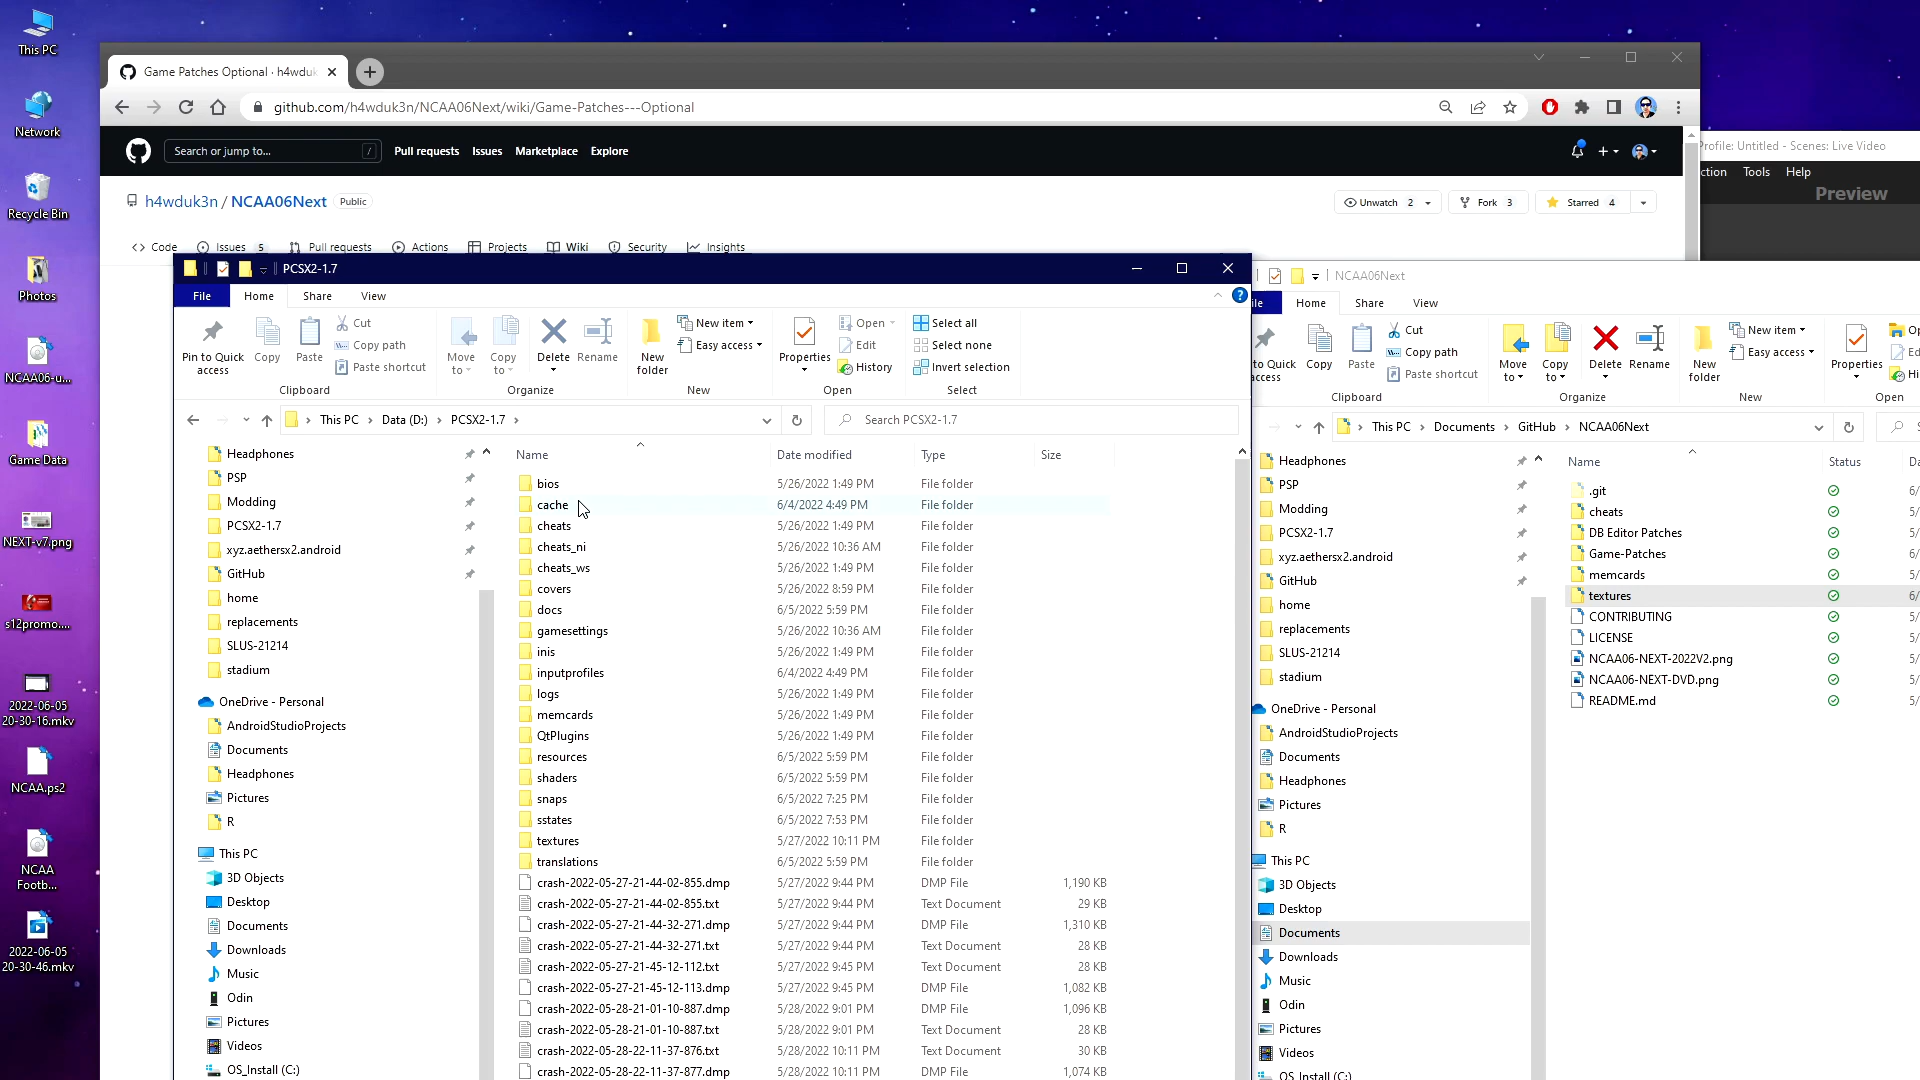 This PC
Network
Recycle Bin
Photos
NCAA06-u...
Game Data
NEXT-v7.png
s12promo....
2022-06-05
20-30-16.mkv
NCAA.ps2
NCAA
Footb...
2022-06-05
20-30-46.mkv
Game Patches Optional · h4wduk
github.com/h4wduk3n/NCAA06Next/wiki/Game-Patches---Optional
Search or jump to...
/
Pull requests
Issues
Marketplace
Explore
h4wduk3n / NCAA06Next
Public
Unwatch 2
Fork 3
Starred 4
Code
Issues 5
Pull requests
Actions
Projects
Wiki
Security
Insights
Profile: Untitled - Scenes: Live Video
ction
Tools
Help
Preview
PCSX2-1.7
File
Home
Share
View
Pin to Quick
access
Copy
Paste
Cut
Copy path
Paste shortcut
Clipboard
Move
to
Copy
to
Delete
Rename
Organize
New
folder
New item
Easy access
New
Properties
Open
Edit
History
Open
Select all
Select none
Invert selection
Select
This PC
Data (D:)
PCSX2-1.7
Search PCSX2-1.7
Headphones
PSP
Modding
PCSX2-1.7
xyz.aethersx2.android
GitHub
home
replacements
SLUS-21214
stadium
OneDrive - Personal
AndroidStudioProjects
Documents
Headphones
Pictures
R
This PC
3D Objects
Desktop
Documents
Downloads
Music
Odin
Pictures
Videos
OS_Install (C:)
Name Date modified Type Size
bios 5/26/2022 1:49 PM File folder
cache 6/4/2022 4:49 PM File folder
cheats 5/26/2022 1:49 PM File folder
cheats_ni 5/26/2022 10:36 AM File folder
cheats_ws 5/26/2022 1:49 PM File folder
covers 5/26/2022 8:59 PM File folder
docs 6/5/2022 5:59 PM File folder
gamesettings 5/26/2022 10:36 AM File folder
inis 5/26/2022 1:49 PM File folder
inputprofiles 6/4/2022 4:49 PM File folder
logs 5/26/2022 1:49 PM File folder
memcards 5/26/2022 1:49 PM File folder
QtPlugins 5/26/2022 1:49 PM File folder
resources 6/5/2022 5:59 PM File folder
shaders 6/5/2022 5:59 PM File folder
snaps 6/5/2022 7:25 PM File folder
sstates 6/5/2022 7:53 PM File folder
textures 5/27/2022 10:11 PM File folder
translations 6/5/2022 5:59 PM File folder
crash-2022-05-27-21-44-02-855.dmp 5/27/2022 9:44 PM DMP File 1,190 KB
crash-2022-05-27-21-44-02-855.txt 5/27/2022 9:44 PM Text Document 29 KB
crash-2022-05-27-21-44-32-271.dmp 5/27/2022 9:44 PM DMP File 1,310 KB
crash-2022-05-27-21-44-32-271.txt 5/27/2022 9:44 PM Text Document 28 KB
crash-2022-05-27-21-45-12-112.txt 5/27/2022 9:45 PM Text Document 28 KB
crash-2022-05-27-21-45-12-113.dmp 5/27/2022 9:45 PM DMP File 1,082 KB
crash-2022-05-28-21-01-10-887.dmp 5/28/2022 9:01 PM DMP File 1,096 KB
crash-2022-05-28-21-01-10-887.txt 5/28/2022 9:01 PM Text Document 28 KB
crash-2022-05-28-22-11-37-876.txt 5/28/2022 10:11 PM Text Document 30 KB
crash-2022-05-28-22-11-37-877.dmp 5/28/2022 10:11 PM DMP File 1,074 KB
NCAA06Next
ile
Home
Share
View
to Quick
access
Copy
Paste
Cut
Copy path
Paste shortcut
Clipboard
Move
to
Copy
to
Delete
Rename
Organize
New
folder
New item
Easy access
New
Properties
Op
Ed
Hi
Open
This PC
Documents
GitHub
NCAA06Next
Headphones
PSP
Modding
PCSX2-1.7
xyz.aethersx2.android
GitHub
home
replacements
SLUS-21214
stadium
OneDrive - Personal
AndroidStudioProjects
Documents
Headphones
Pictures
R
This PC
3D Objects
Desktop
Documents
Downloads
Music
Odin
Pictures
Videos
OS_Install (C:)
Name Status Da
.git 6/
cheats 5/
DB Editor Patches 5/
Game-Patches 6/
memcards 5/
textures 6/
CONTRIBUTING 5/
LICENSE 5/
NCAA06-NEXT-2022V2.png 5/
NCAA06-NEXT-DVD.png 5/
README.md 5/